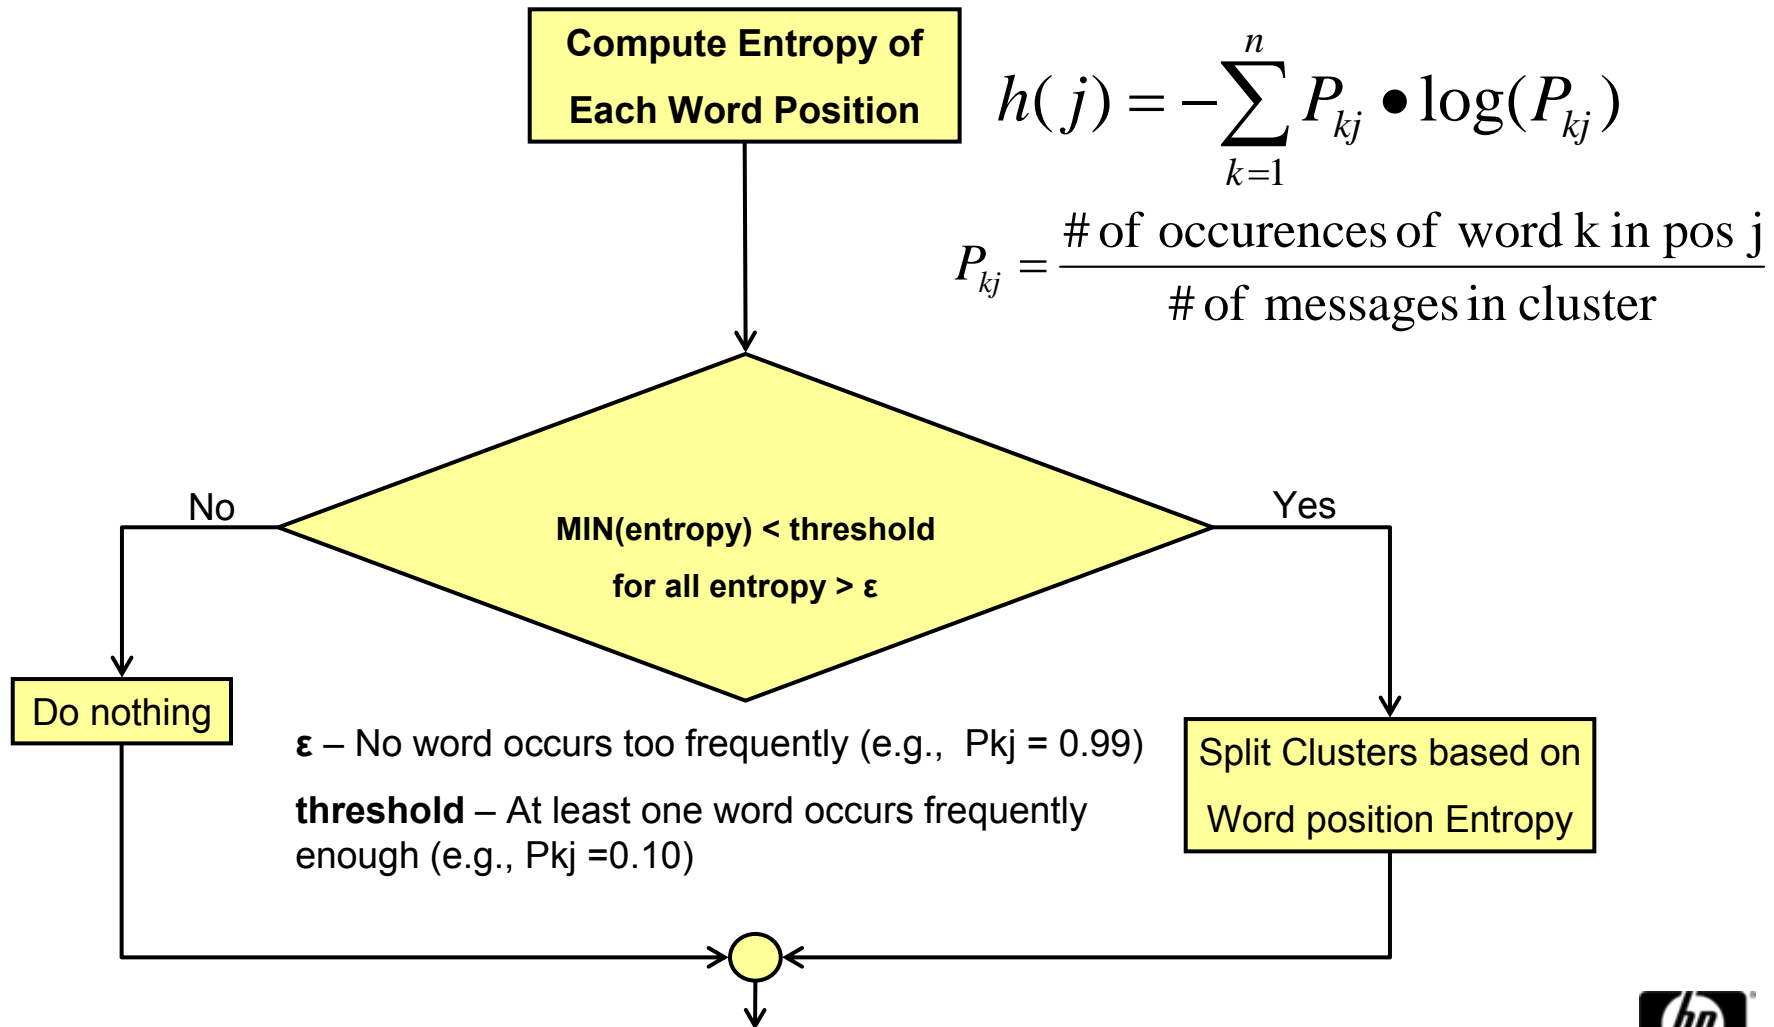 Compute Entropy of
Each Word Position
h(j) = −∑ P_kj • log(P_kj)
n
k=1
P_kj = # of occurences of word k in pos j
# of messages in cluster
No
Yes
MIN(entropy) < threshold
for all entropy > ε
Do nothing
ε – No word occurs too frequently (e.g., Pkj = 0.99)
threshold – At least one word occurs frequently
enough (e.g., Pkj =0.10)
Split Clusters based on
Word position Entropy
hp